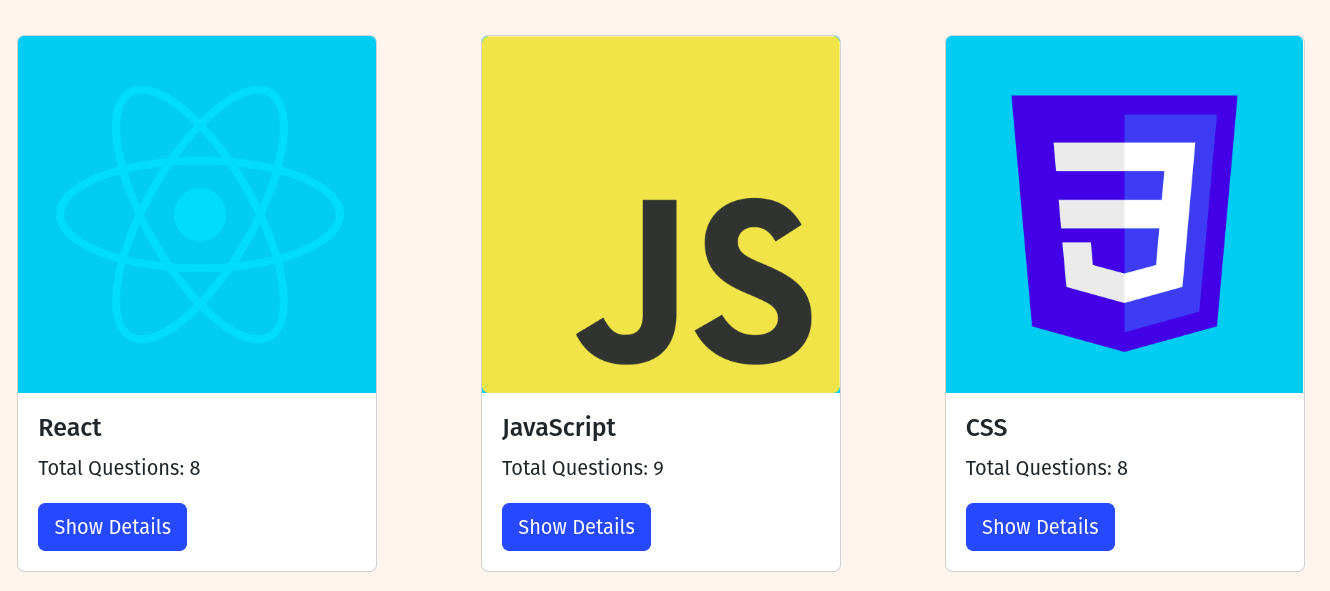 JS
React
Total Questions: 8
Show Details
JavaScript
Total Questions: 9
Show Details
CSS
Total Questions: 8
Show Details